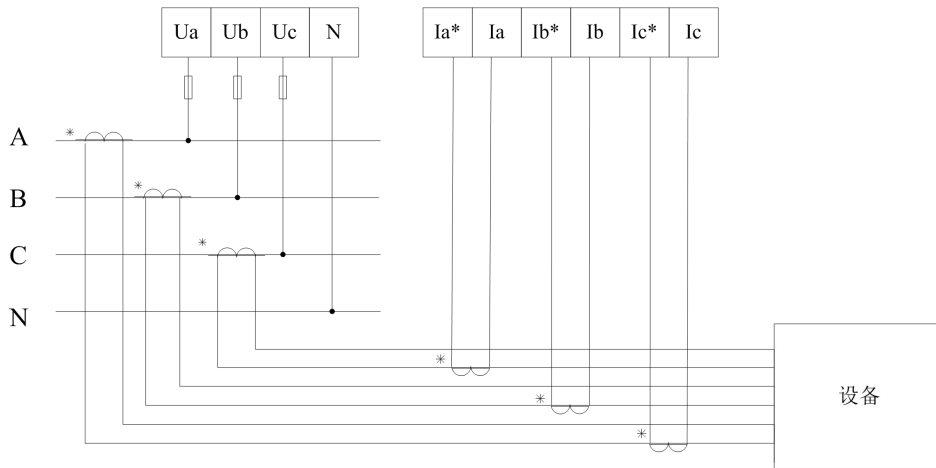 Ua Ub Uc N Ia* Ia Ib* Ib Ic* Ic
* A
* B
* C
N
*
* 设备
*